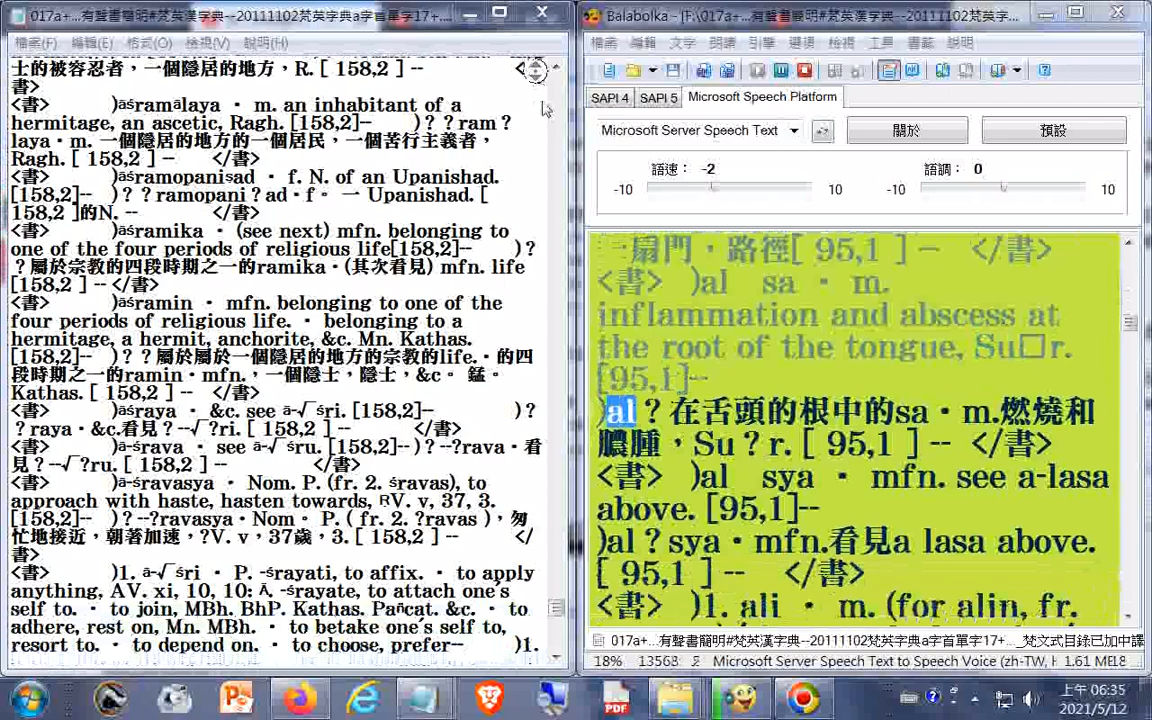 017a+...有聲書簡明#梵英漢字典--20111102梵英字典a字首單字17+...
檔案(F) 編輯(E) 格式(O) 檢視(V) 說明(H)
士的被容忍者，一個隱居的地方，R. [ 158,2 ] -- <
書>
<書> )āśramālaya · m. an inhabitant of a
hermitage, an ascetic, Ragh. [158,2]-- )? ? ram ?
laya · m. 一個隱居的地方的一個居民，一個苦行主義者，
Ragh. [ 158,2 ] -- </書>
<書> )āśramopaniṣad · f. N. of an Upanishad.
[158,2]-- )? ? ramopani ? ad · f 。 一 Upanishad. [
158,2 ]的N. -- </書>
<書> )āśramika · (see next) mfn. belonging to
one of the four periods of religious life[158,2]-- )?
? 屬於宗教的四段時期之一的ramika · (其次看見) mfn. life
[158,2 ] -- </書>
<書> )āśramin · mfn. belonging to one of the
four periods of religious life. · belonging to a
hermitage, a hermit, anchorite, &c. Mn. Kathas.
[158,2]-- )? ? 屬於屬於一個隱居的地方的宗教的life. · 的四
段時期之一的ramin · mfn.，一個隱士，隱士，&c。 錳。
Kathas. [ 158,2 ] -- </書>
<書> )āśraya · &c. see ā-√śri. [158,2]-- )?
? raya · &c.看見 ? --√ ?ri. [ 158,2 ] -- </書>
<書> )āśrava · see ā-√śru. [158,2]-- )? --?rava · 看
見 ? --√ ?ru. [ 158,2 ] -- </書>
<書> )ā-śravasya · Nom. P. (fr. 2. śravas), to
approach with haste, hasten towards, RV. v, 37, 3.
[158,2]-- )? --?ravasya · Nom 。 P. ( fr. 2. ?ravas )，匆
忙地接近，朝著加速，?V. v，37歲，3. [ 158,2 ] -- </
書>
<書> )1. ā-√śri · P. -śrayati, to affix. · to apply
anything, AV. xi, 10, 10: Ā. -śrayate, to attach one's
self to. · to join, MBh. BhP. Kathas. Pañcat. &c. · to
adhere, rest on, Mn. MBh. · to betake one's self to,
resort to. · to depend on. · to choose, prefer-- )1.
Balabolka - [F:\017a+...有聲書簡明#梵英漢字典--20111102梵英字...
檔案 編輯 文字 朗讀 引擎 選項 檢視 工具 書籤 說明
SAPI 4 SAPI 5 Microsoft Speech Platform
Microsoft Server Speech Text 關於 預設
語速： -2 語調： 0
-10 10 -10 10
一扇門，路徑[ 95,1 ] -- </書>
<書> )al sa · m.
inflammation and abscess at
the root of the tongue, Su□r.
[95,1]--
)al ? 在舌頭的根中的sa · m.燃燒和
膿腫，Su ? r. [ 95,1 ] -- </書>
<書> )al sya · mfn. see a-lasa
above. [95,1]--
)al ? sya · mfn.看見a lasa above.
[ 95,1 ] -- </書>
<書> )1. ali · m. (for alin, fr.
017a+...有聲書簡明#梵英漢字典--20111102梵英字典a字首單字17+..._梵文式目錄已加中譯
18% Microsoft Server Speech Text to Speech Voice (zh-TW,
上午 06:35
2021/5/12